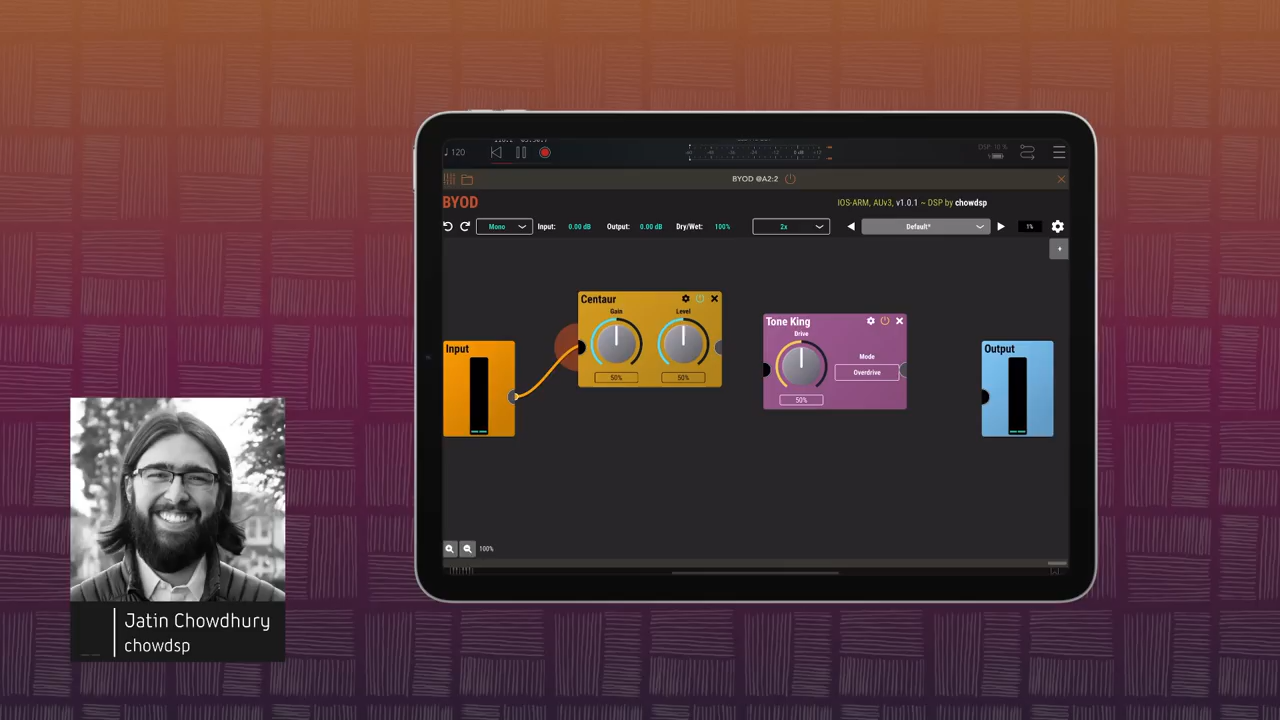 ♩ 120
DSP: 10 %
BYOD @A2:2
BYOD
IOS-ARM, AUv3, v1.0.1 ~ DSP by chowdsp
Mono
Input: 0.00 dB
Output: 0.00 dB
Dry/Wet: 100%
2x
Default*
1%
+
Centaur
Gain
Level
50%
50%
Tone King
Drive
Mode
Overdrive
50%
Input
Output
100%
Jatin Chowdhury
chowdsp